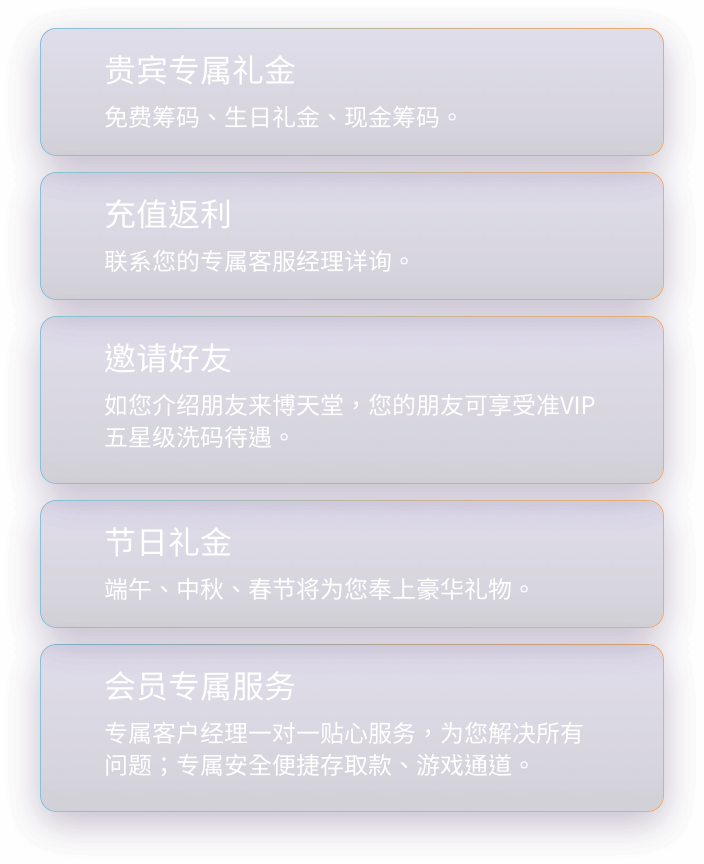 贵宾专属礼金
免费筹码、生日礼金、现金筹码。
充值返利
联系您的专属客服经理详询。
邀请好友
如您介绍朋友来博天堂，您的朋友可享受准VIP
五星级洗码待遇。
节日礼金
端午、中秋、春节将为您奉上豪华礼物。
会员专属服务
专属客户经理一对一贴心服务，为您解决所有
问题；专属安全便捷存取款、游戏通道。